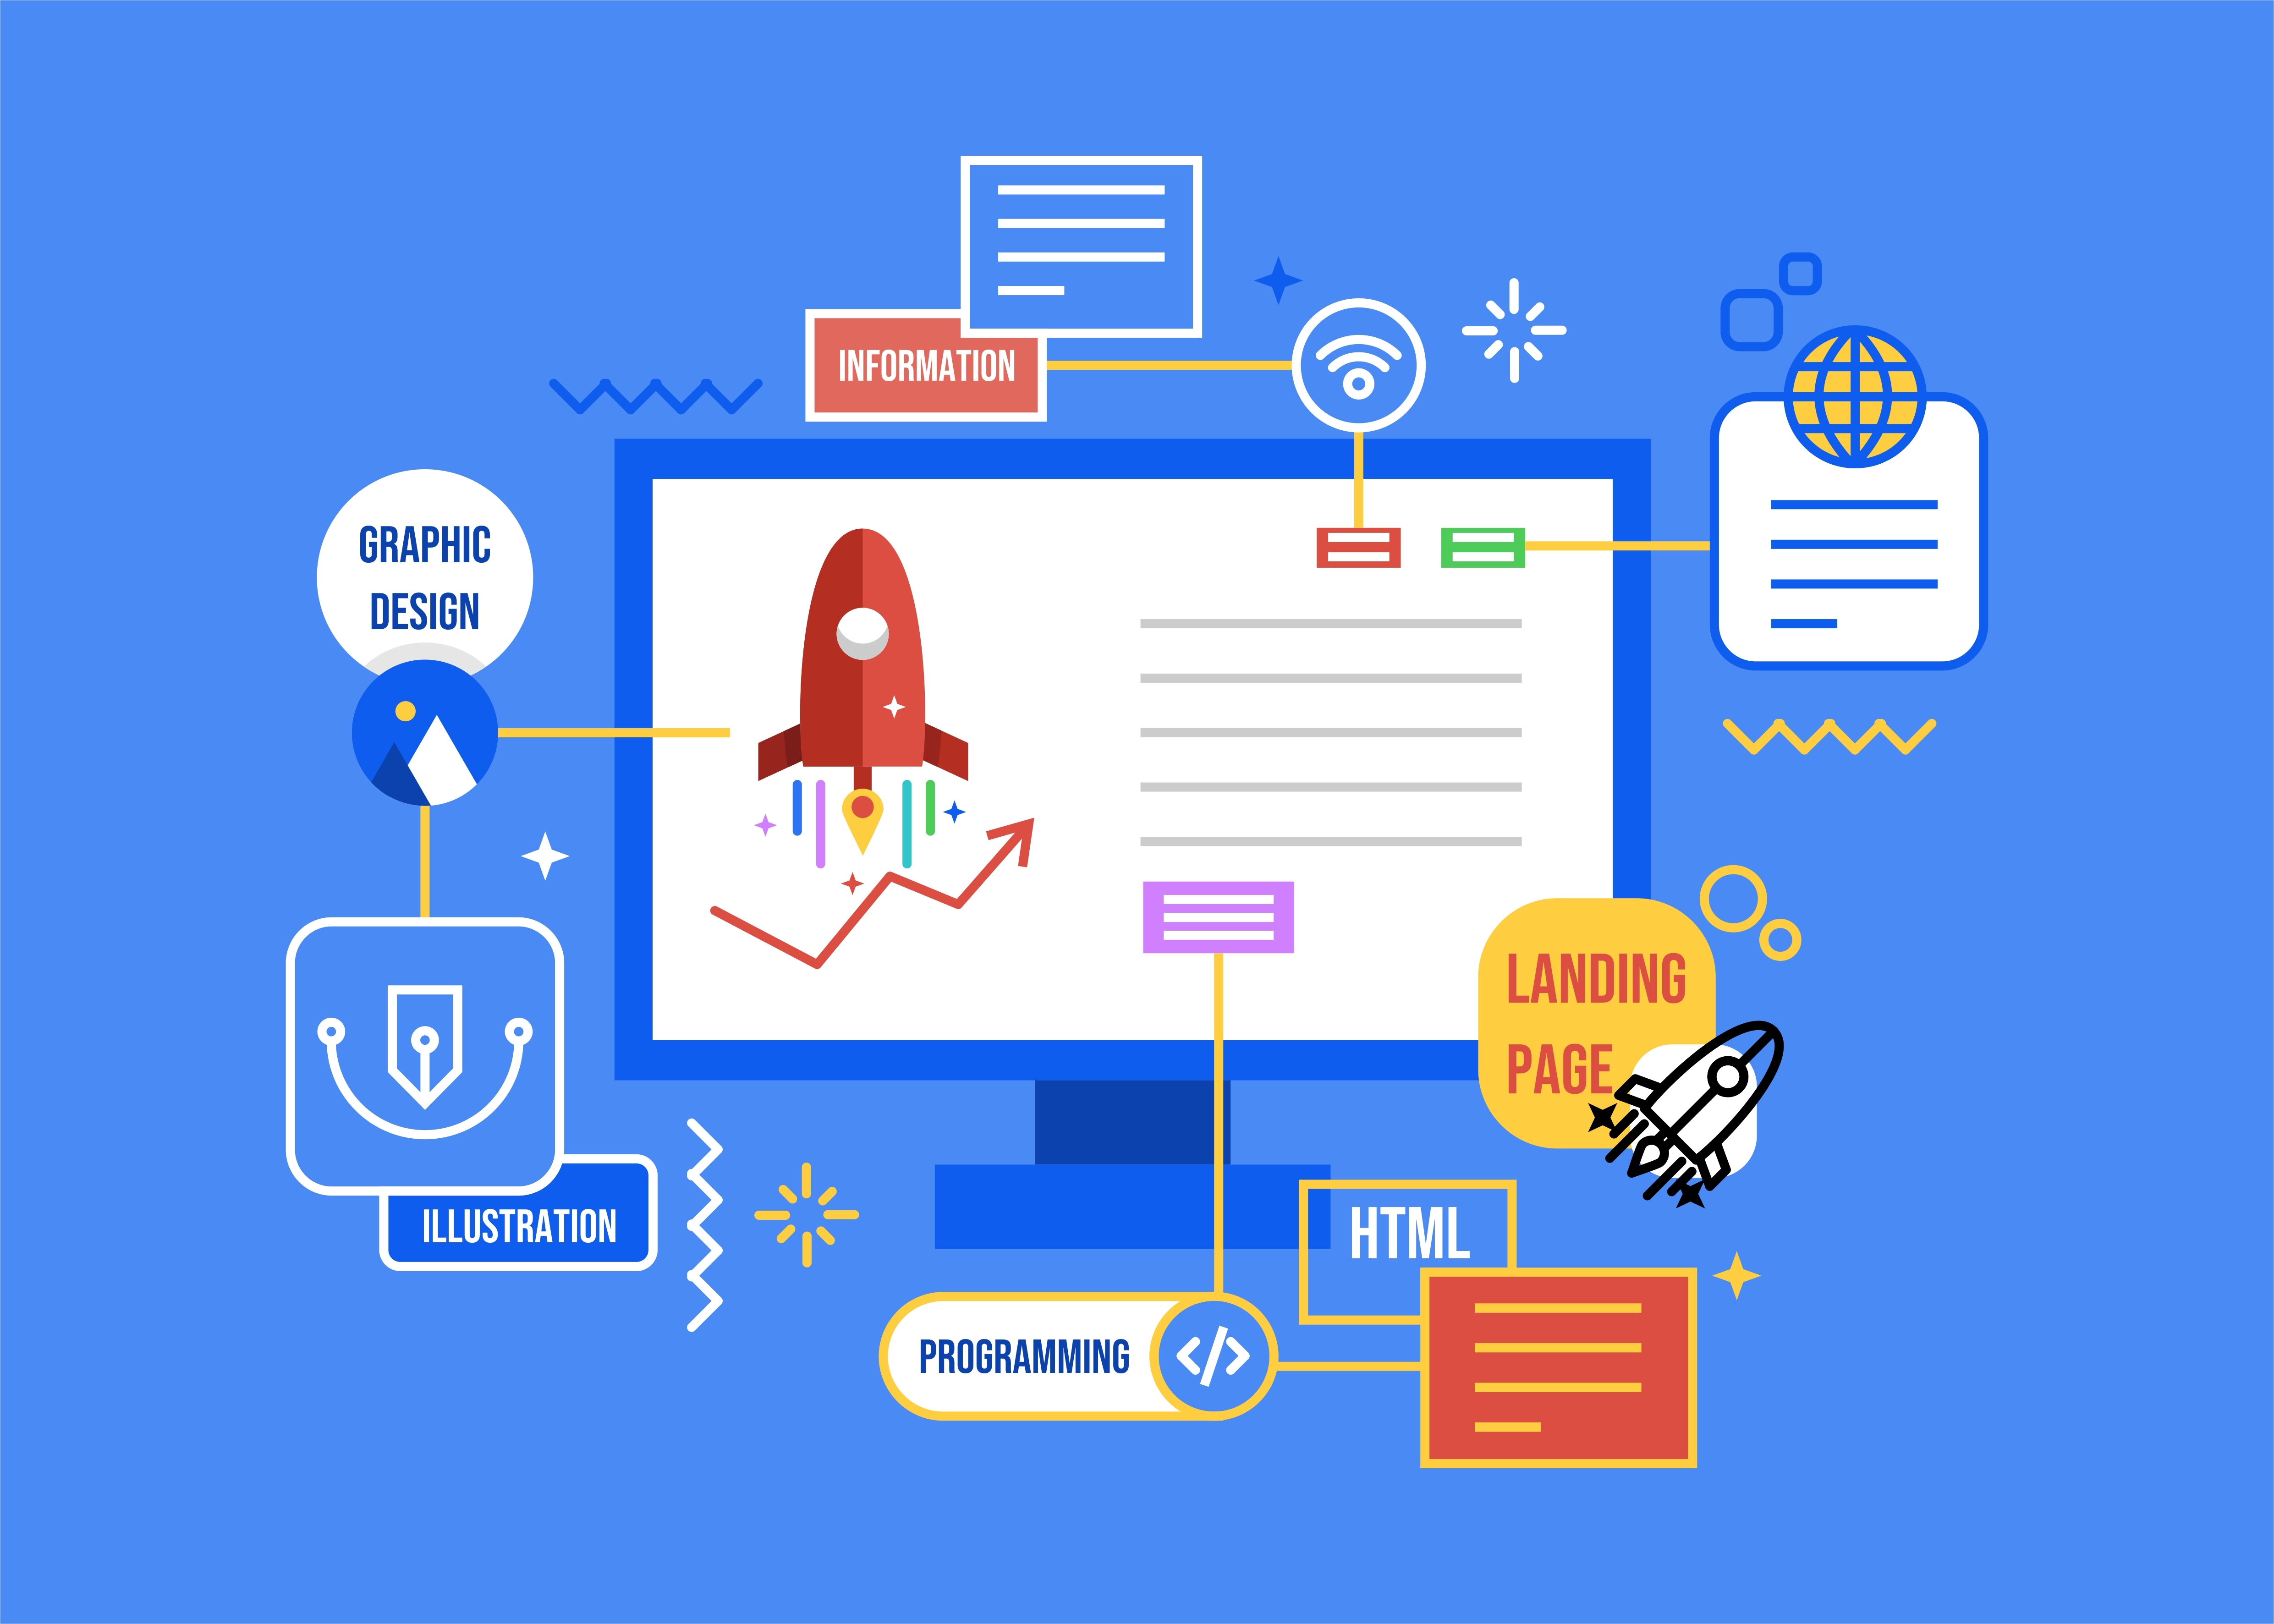 INFORMATION
GRAPHIC
DESIGN
LANDING
PAGE
ILLUSTRATION
HTML
PROGRAMMING